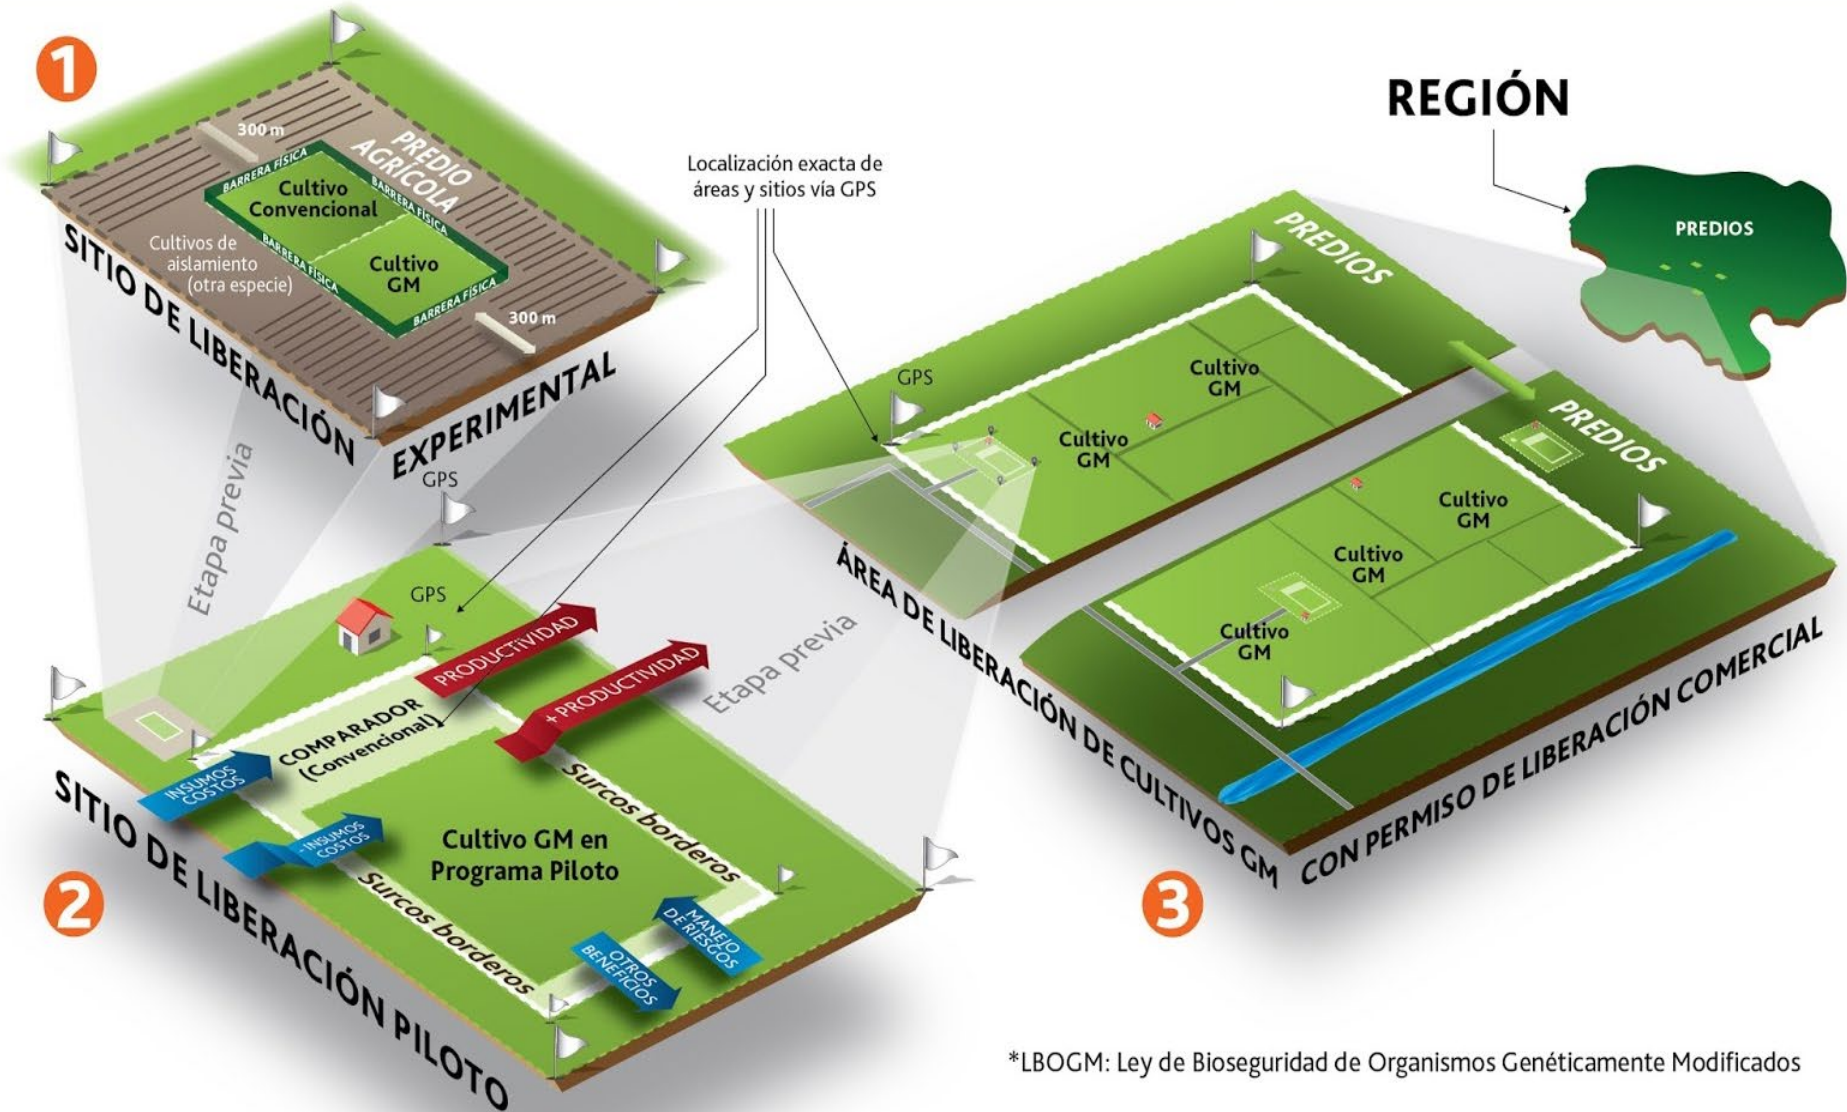 1
300 m
PREDIO
AGRÍCOLA
BARRERA FÍSICA
BARRERA FÍSICA
Cultivo
Convencional
Cultivos de
aislamiento
(otra especie)
BARRERA FÍSICA
Cultivo
GM
BARRERA FÍSICA
300 m
SITIO DE LIBERACIÓN
EXPERIMENTAL
Etapa previa
Localización exacta de
áreas y sitios vía GPS
GPS
GPS
PRODUCTIVIDAD
+ PRODUCTIVIDAD
COMPARADOR
(Convencional)
INSUMOS
COSTOS
- INSUMOS
COSTOS
Cultivo GM en
Programa Piloto
Surcos borderos
Surcos borderos
MANEJO
DE RIESGOS
OTROS
BENEFICIOS
2
SITIO DE LIBERACIÓN PILOTO
Etapa previa
REGIÓN
PREDIOS
PREDIOS
GPS
Cultivo
GM
Cultivo
GM
PREDIOS
Cultivo
GM
Cultivo
GM
Cultivo
GM
ÁREA DE LIBERACIÓN DE CULTIVOS GM
CON PERMISO DE LIBERACIÓN COMERCIAL
3
*LBOGM: Ley de Bioseguridad de Organismos Genéticamente Modificados